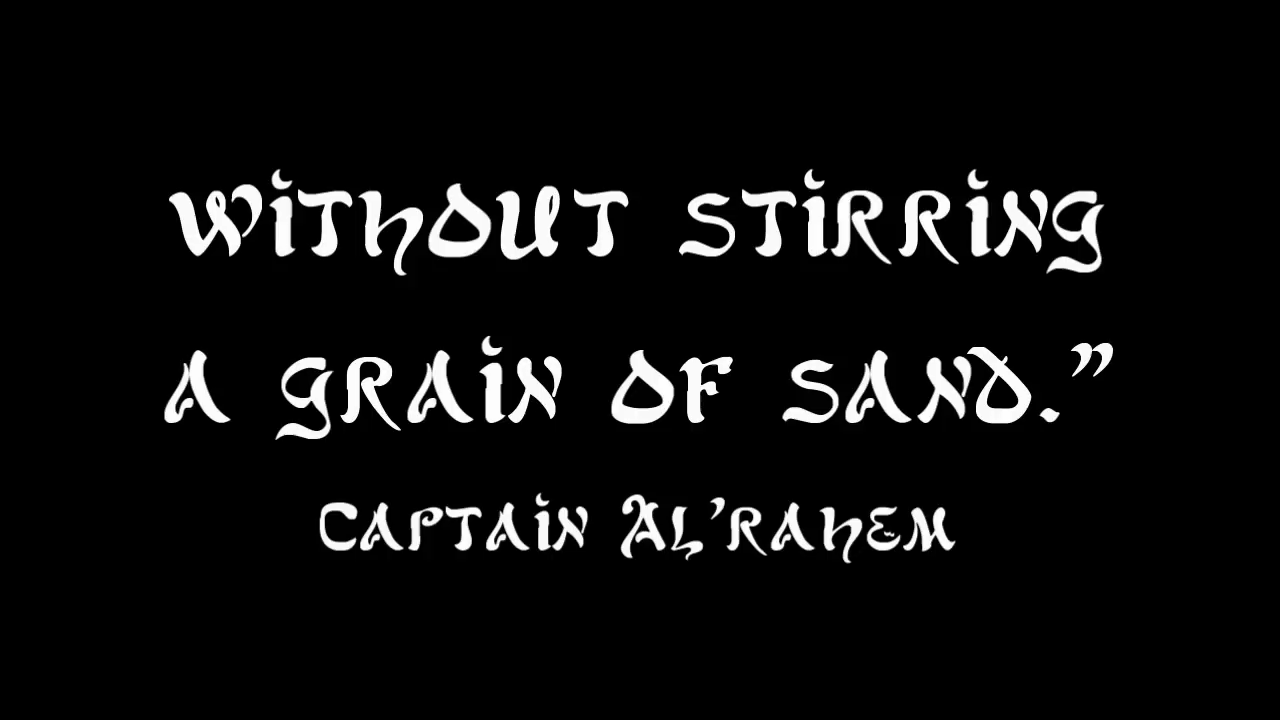 without stirring
a grain of sand.”
Captain Al’rahem